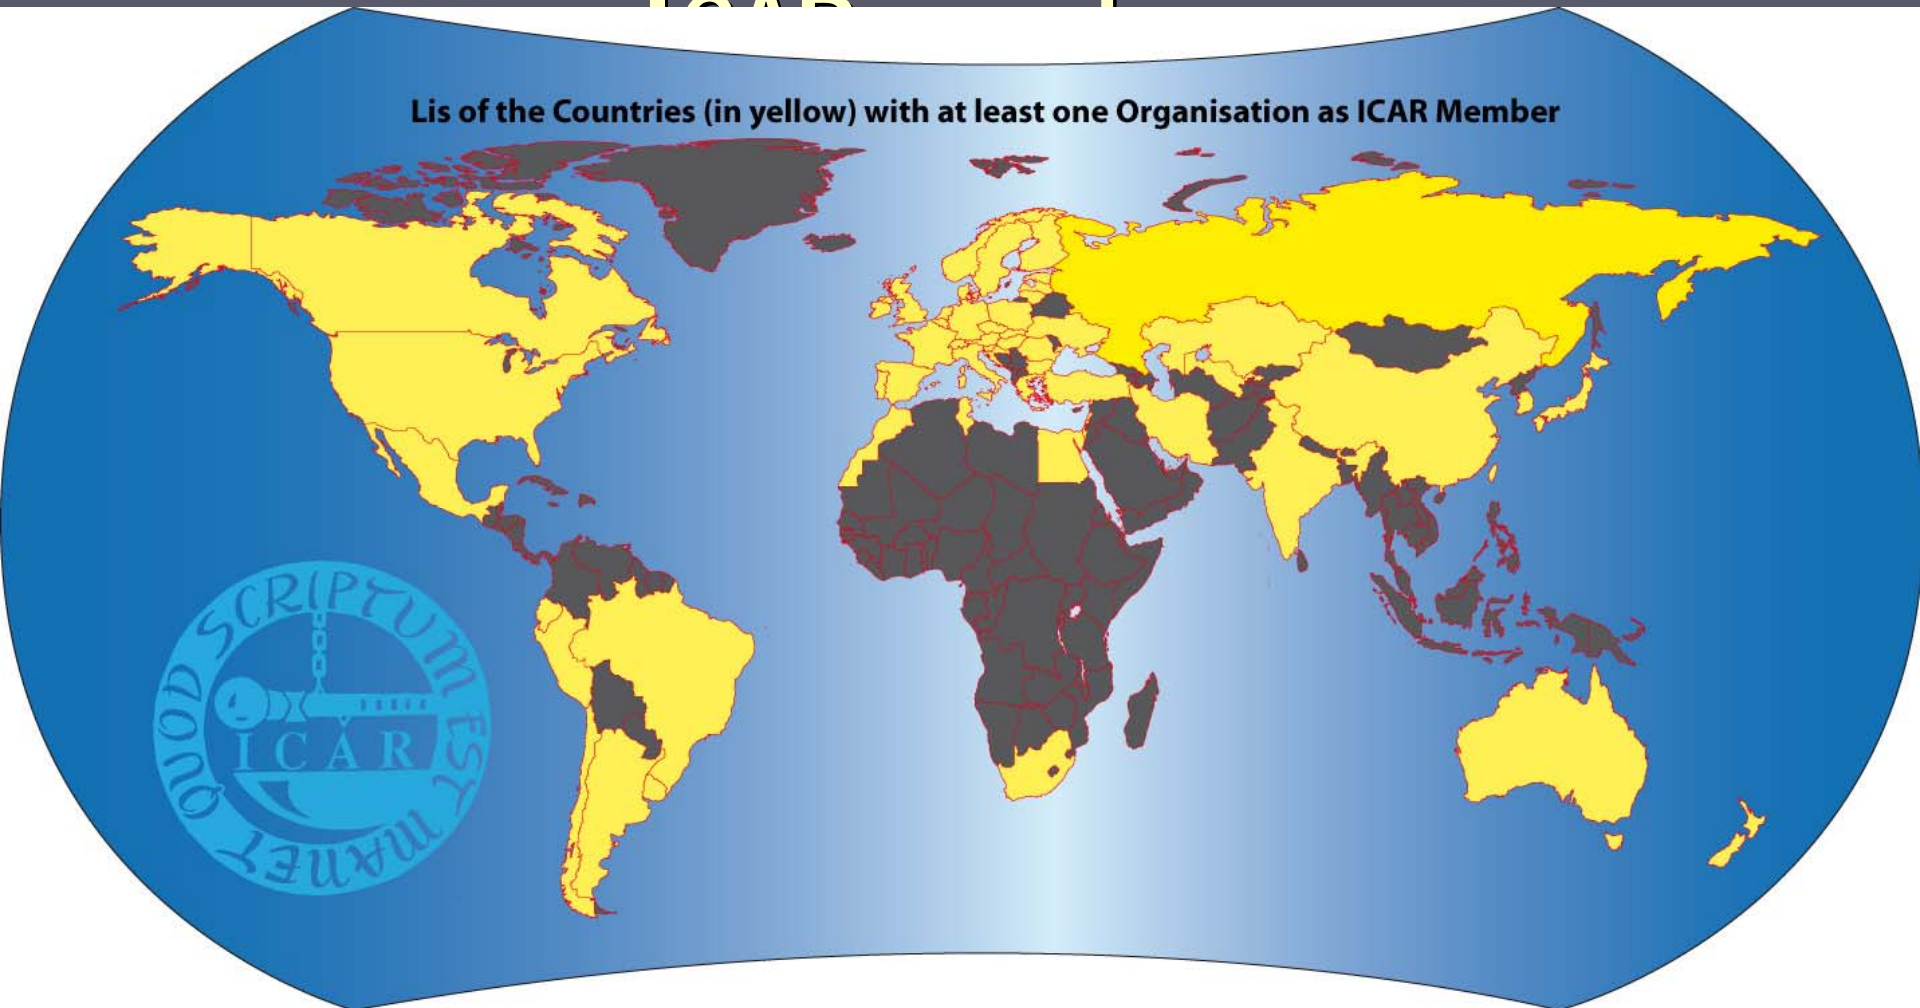 Lis of the Countries (in yellow) with at least one Organisation as ICAR Member
QUOD SCRIPTUM EST MANET
ICAR